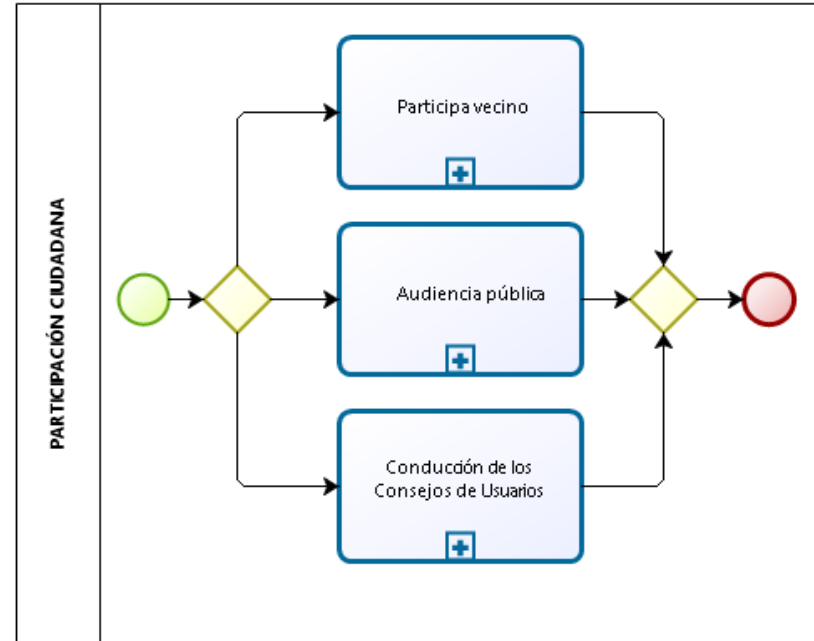 PARTICIPACIÓN CIUDADANA
Participa vecino
Audiencia pública
Conducción de los
Consejos de Usuarios